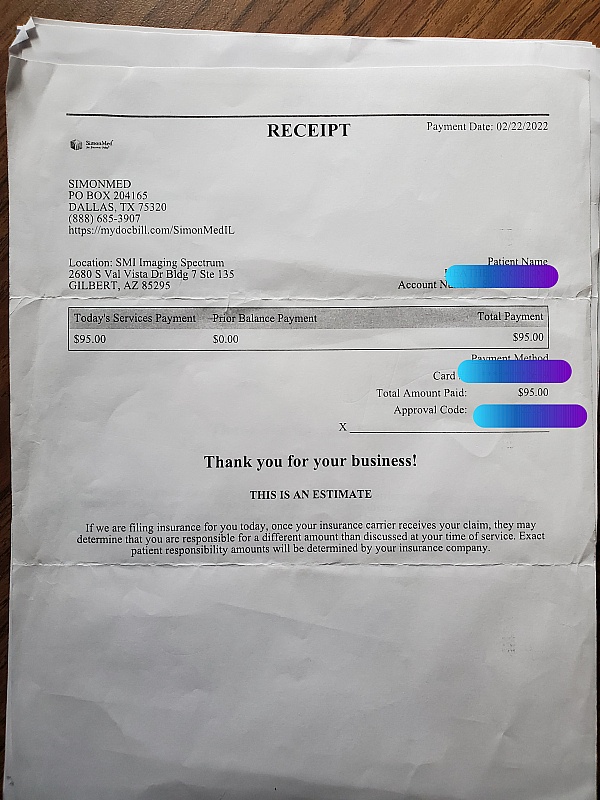 RECEIPT
Payment Date: 02/22/2022
SimonMed
SIMONMED
PO BOX 204165
DALLAS, TX 75320
(888) 685-3907
https://mydocbill.com/SimonMedIL
Location: SMI Imaging Spectrum
2680 S Val Vista Dr Bldg 7 Ste 135
GILBERT, AZ 85295
Patient Name
Account
Today's Services Payment Prior Balance Payment Total Payment
$95.00 $0.00 $95.00
Payment Method
Card
Total Amount Paid: $95.00
Approval Code:
X
Thank you for your business!
THIS IS AN ESTIMATE
If we are filing insurance for you today, once your insurance carrier receives your claim, they may
determine that you are responsible for a different amount than discussed at your time of service. Exact
patient responsibility amounts will be determined by your insurance company.